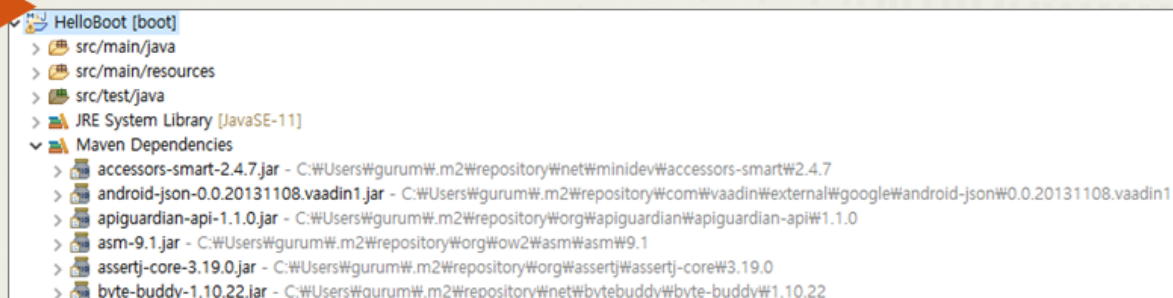 HelloBoot [boot]
src/main/java
src/main/resources
src/test/java
JRE System Library [JavaSE-11]
Maven Dependencies
accessors-smart-2.4.7.jar - C:₩Users₩gurum₩.m2₩repository₩net₩minidev₩accessors-smart₩2.4.7
android-json-0.0.20131108.vaadin1.jar - C:₩Users₩gurum₩.m2₩repository₩com₩vaadin₩external₩google₩android-json₩0.0.20131108.vaadin1
apiguardian-api-1.1.0.jar - C:₩Users₩gurum₩.m2₩repository₩org₩apiguardian₩apiguardian-api₩1.1.0
asm-9.1.jar - C:₩Users₩gurum₩.m2₩repository₩org₩ow2₩asm₩asm₩9.1
assertj-core-3.19.0.jar - C:₩Users₩gurum₩.m2₩repository₩org₩assertj₩assertj-core₩3.19.0
byte-buddy-1.10.22.jar - C:₩Users₩gurum₩.m2₩repository₩net₩bytebuddy₩byte-buddy₩1.10.22